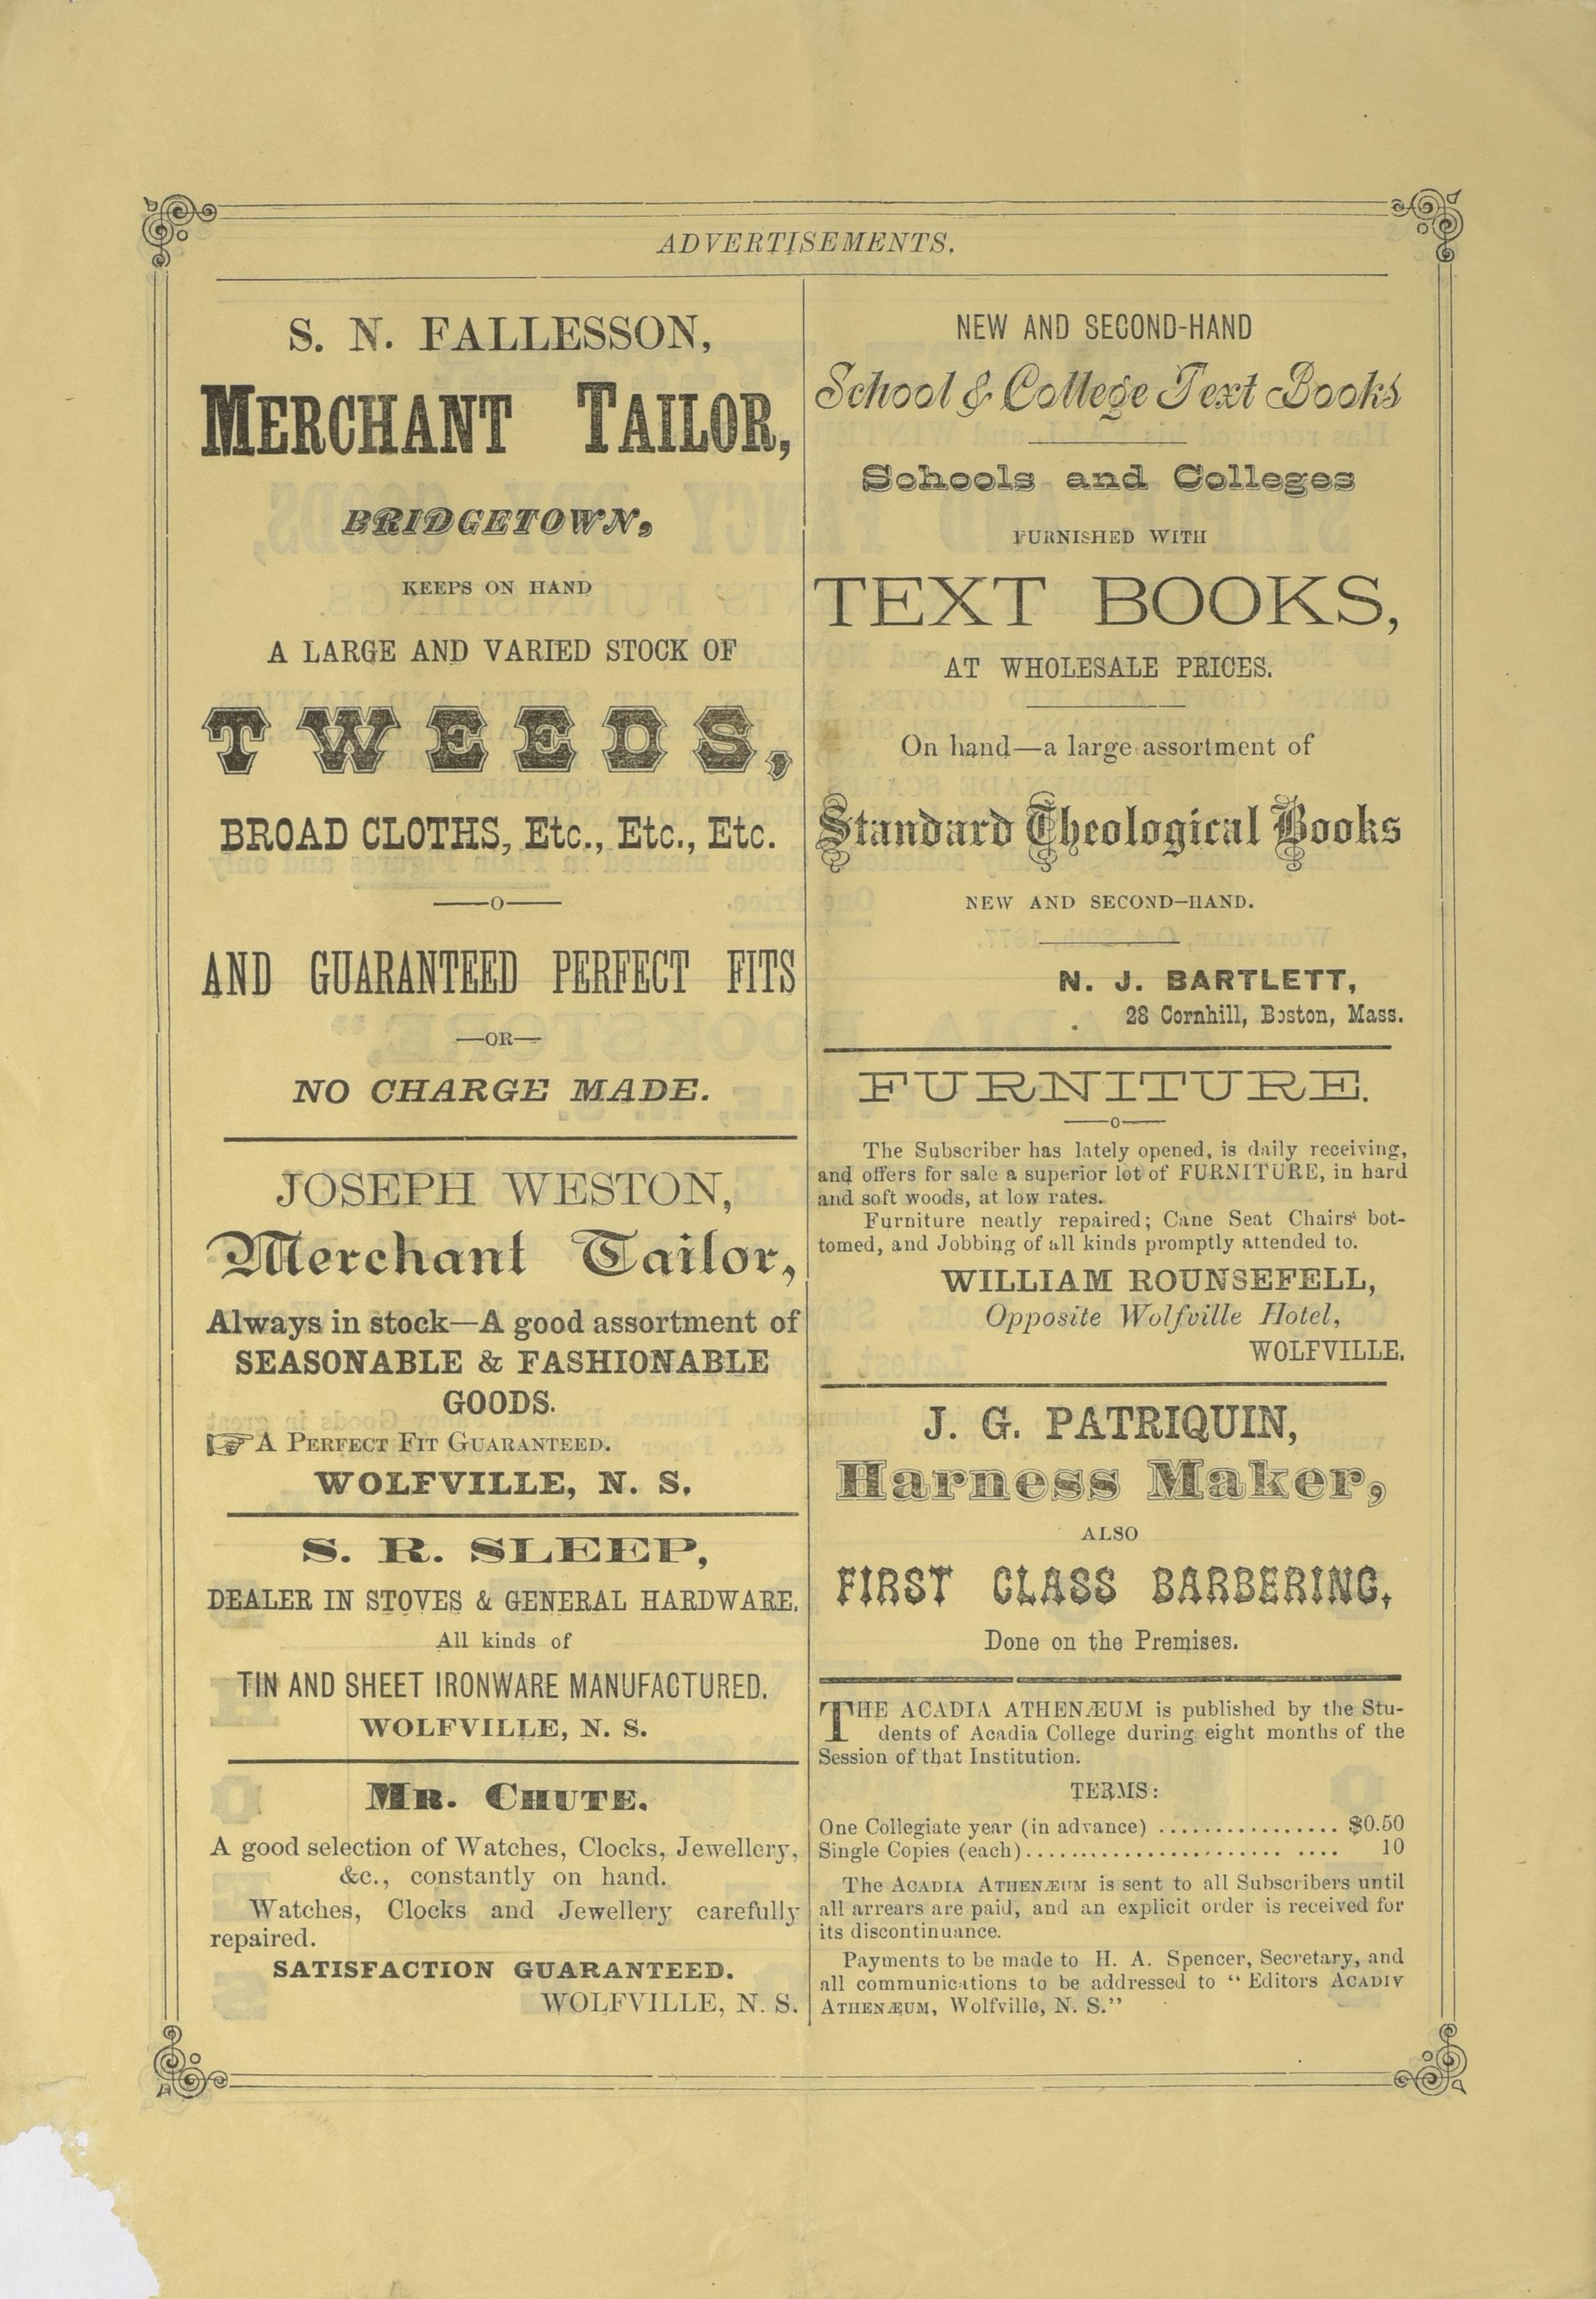 ADVERTISEMENTS.
S. N. FALLESSON,
MERCHANT TAILOR,
BRIDGETOWN,
KEEPS ON HAND
A LARGE AND VARIED STOCK OF
TWEEDS,
BROAD CLOTHS, Etc., Etc., Etc.
—o—
AND GUARANTEED PERFECT FITS
—OR—
NO CHARGE MADE.
JOSEPH WESTON,
Merchant Tailor,
Always in stock—A good assortment of
SEASONABLE & FASHIONABLE
GOODS.
☞ A PERFECT FIT GUARANTEED.
WOLFVILLE, N. S.
S. R. SLEEP,
DEALER IN STOVES & GENERAL HARDWARE.
All kinds of
TIN AND SHEET IRONWARE MANUFACTURED.
WOLFVILLE, N. S.
MR. CHUTE.
A good selection of Watches, Clocks, Jewellery,
&c., constantly on hand.
Watches, Clocks and Jewellery carefully
repaired.
SATISFACTION GUARANTEED.
WOLFVILLE, N. S.
NEW AND SECOND-HAND
School & College Text Books
Schools and Colleges
FURNISHED WITH
TEXT BOOKS,
AT WHOLESALE PRICES.
On hand—a large assortment of
Standard Theological Books
NEW AND SECOND-HAND.
N. J. BARTLETT,
28 Cornhill, Boston, Mass.
FURNITURE.
—o—
The Subscriber has lately opened, is daily receiving,
and offers for sale a superior lot of FURNITURE, in hard
and soft woods, at low rates.
Furniture neatly repaired; Cane Seat Chairs' bot-
tomed, and Jobbing of all kinds promptly attended to.
WILLIAM ROUNSEFELL,
Opposite Wolfville Hotel,
WOLFVILLE.
J. G. PATRIQUIN,
Harness Maker,
ALSO
FIRST CLASS BARBERING,
Done on the Premises.
THE ACADIA ATHENÆUM is published by the Stu-
dents of Acadia College during eight months of the
Session of that Institution.
TERMS:
One Collegiate year (in advance) ................ $0.50
Single Copies (each)....................... .... 10
The ACADIA ATHENÆUM is sent to all Subscribers until
all arrears are paid, and an explicit order is received for
its discontinuance.
Payments to be made to H. A. Spencer, Secretary, and
all communications to be addressed to “Editors ACADIV
ATHENÆUM, Wolfville, N. S.”